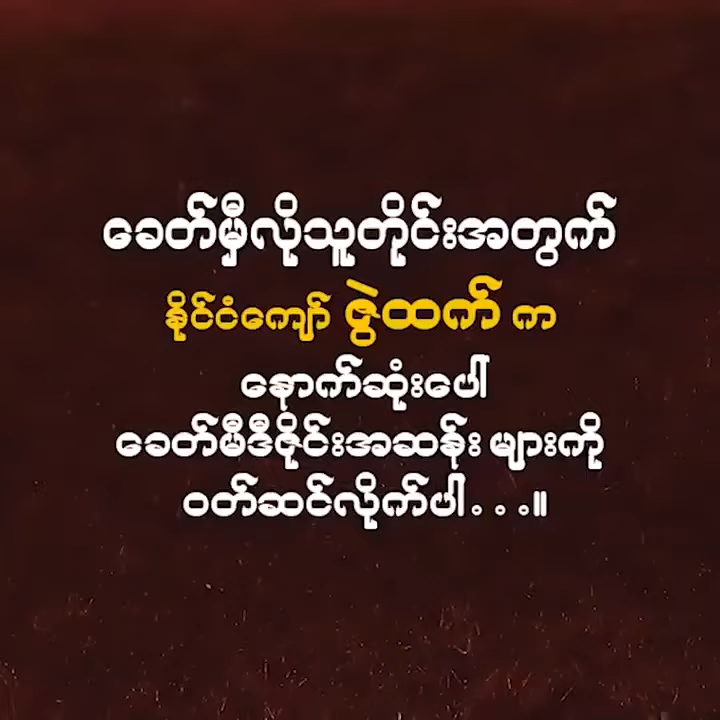 ခေတ်မှီလိုသူတိုင်းအတွက်
နိုင်ငံကျော် ဇွဲထက် က
နောက်ဆုံးပေါ်
ခေတ်မီဒီဇိုင်းအဆန်း များကို
ဝတ်ဆင်လိုက်ပါ...။